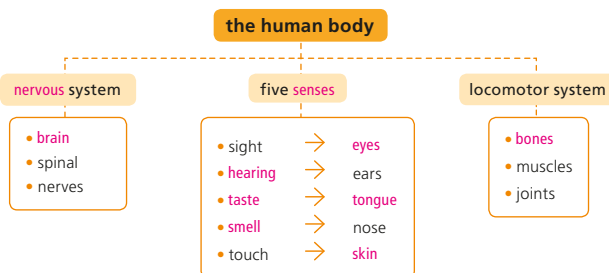 the human body
nervous system
five senses
locomotor system
• brain
• spinal
• nerves
• sight → eyes
• hearing → ears
• taste → tongue
• smell → nose
• touch → skin
• bones
• muscles
• joints